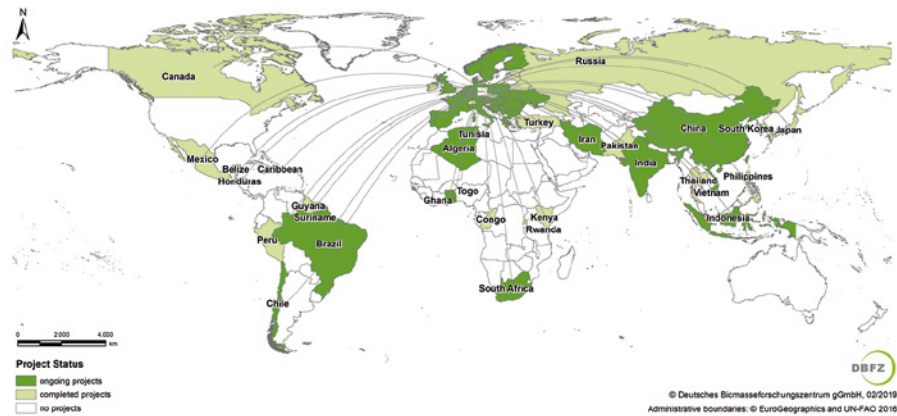 N
Canada
Russia
Mexico
Belize
Caribbean
Honduras
Guyana
Suriname
Peru
Brazil
Chile
Turkey
Tunisia
Algeria
Iran
Pakistan
China
South Korea
Japan
India
Thailand
Philippines
Vietnam
Indonesia
Ghana
Togo
Congo
Kenya
Rwanda
South Africa
0 2.000 4.000
km
Project Status
ongoing projects
completed projects
no projects
DBFZ
© Deutsches Biomasseforschungszentrum gGmbH, 02/2019
Administrative boundaries: © EuroGeographics and UN-FAO 2016